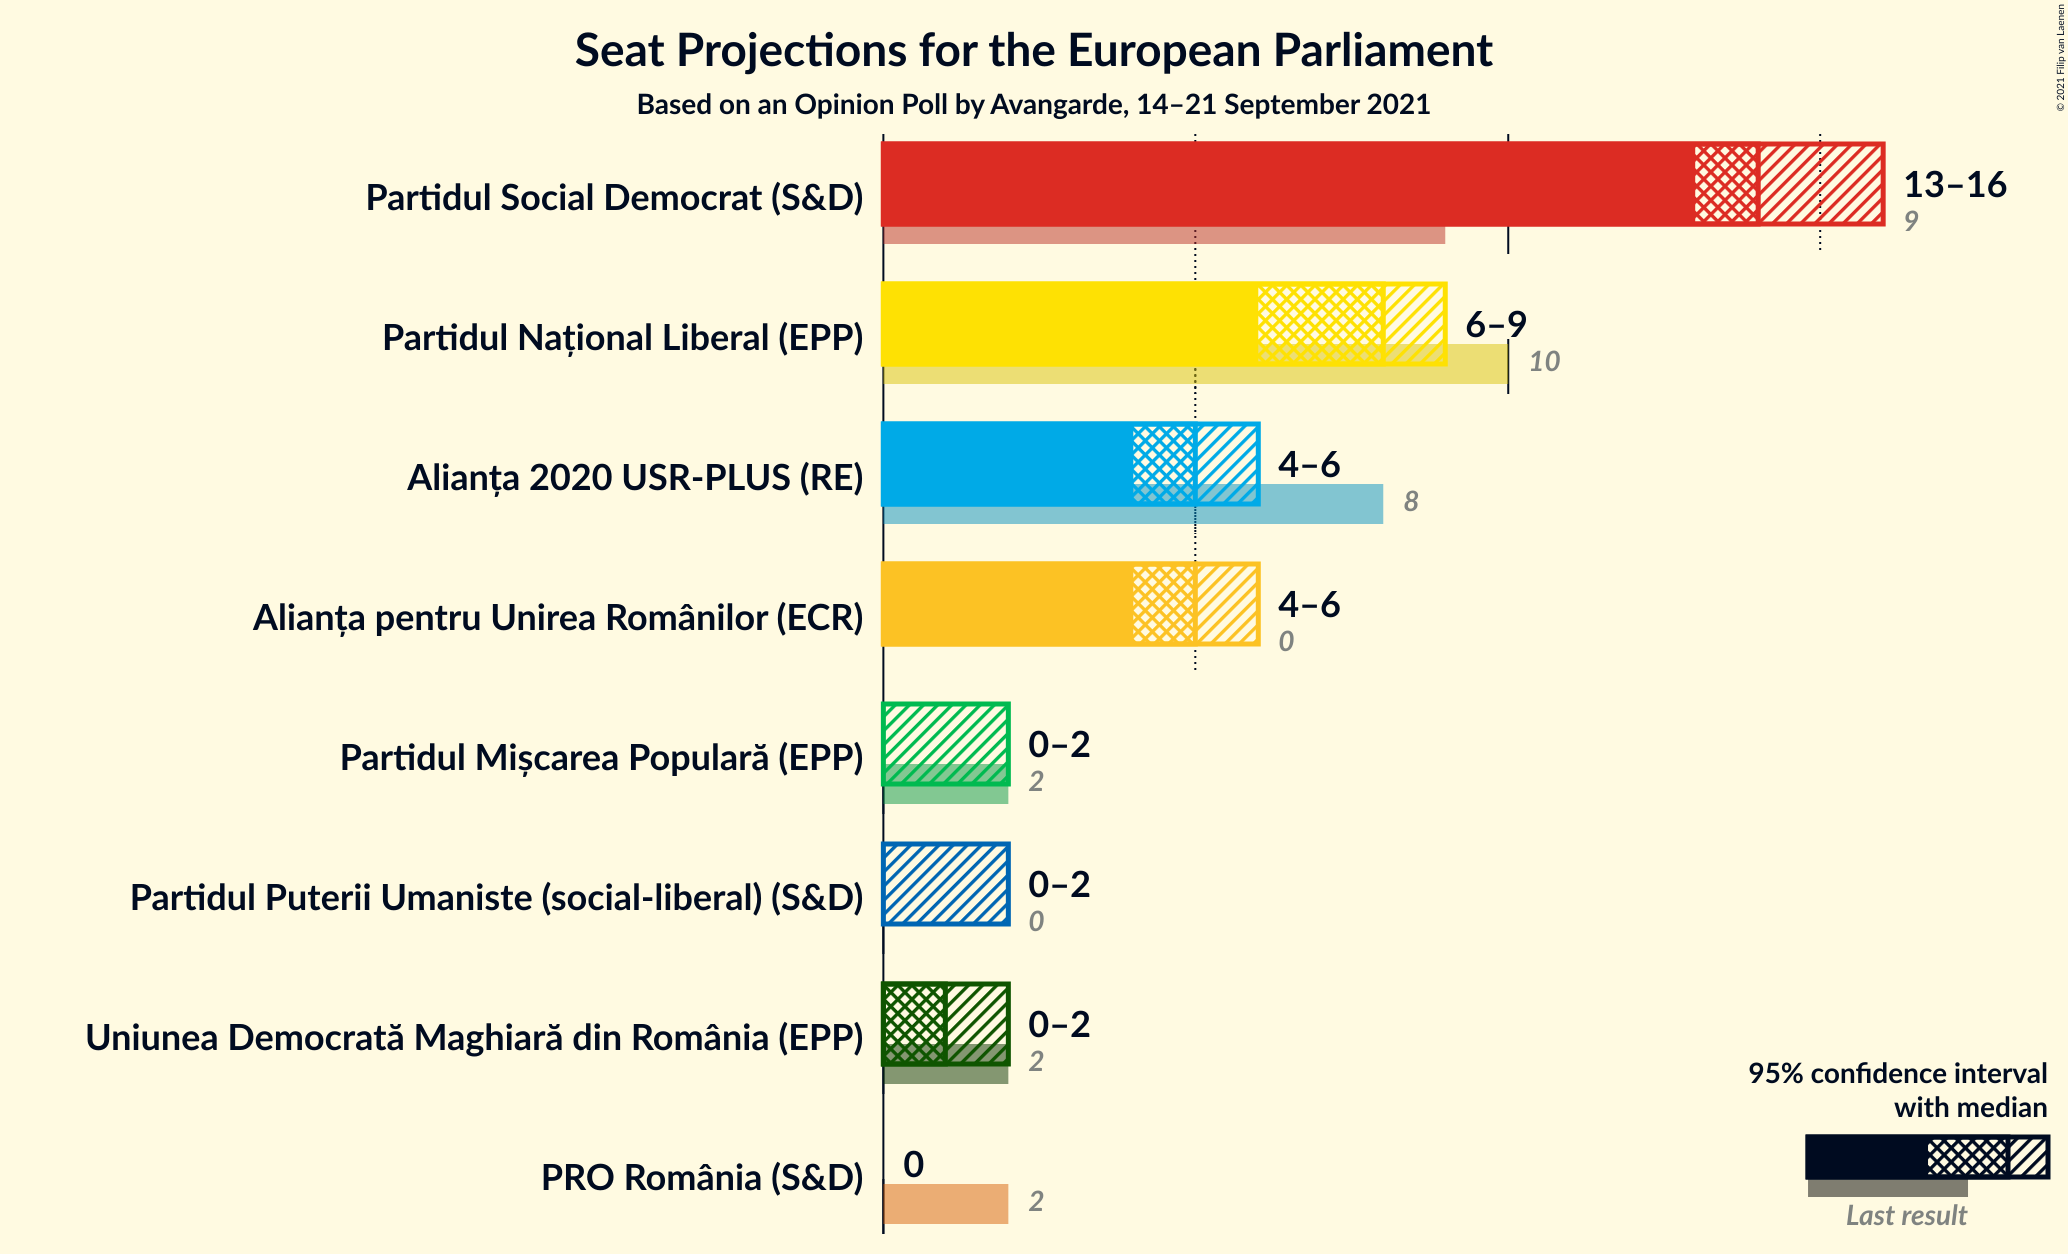 Seat Projections for the European Parliament
Based on an Opinion Poll by Avangarde, 14–21 September 2021
© 2021 Filip van Laenen
Partidul Social Democrat (S&D)
13–16
9
Partidul Național Liberal (EPP)
6–9
10
Alianța 2020 USR-PLUS (RE)
4–6
8
Alianța pentru Unirea Românilor (ECR)
4–6
0
Partidul Mișcarea Populară (EPP)
0–2
2
Partidul Puterii Umaniste (social-liberal) (S&D)
0–2
0
Uniunea Democrată Maghiară din România (EPP)
0–2
2
PRO România (S&D)
0
2
95% confidence interval
with median
Last result